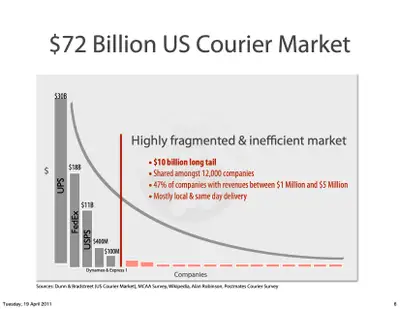 $72 Billion US Courier Market
$30B
Highly fragmented & inefficient market
• $10 billion long tail
• Shared amongst 12,000 companies
• 47% of companies with revenues between $1 Million and $5 Million
• Mostly local & same day delivery
$
$18B
$11B
$400M
$100M
UPS
FedEx
USPS
Dynamex & Express 1
Companies
Sources: Dunn & Bradstreet (US Courier Market), MCAA Survey, Wikipedia, Alan Robinson, Postmates Courier Survey
Tuesday, 19 April 2011
6